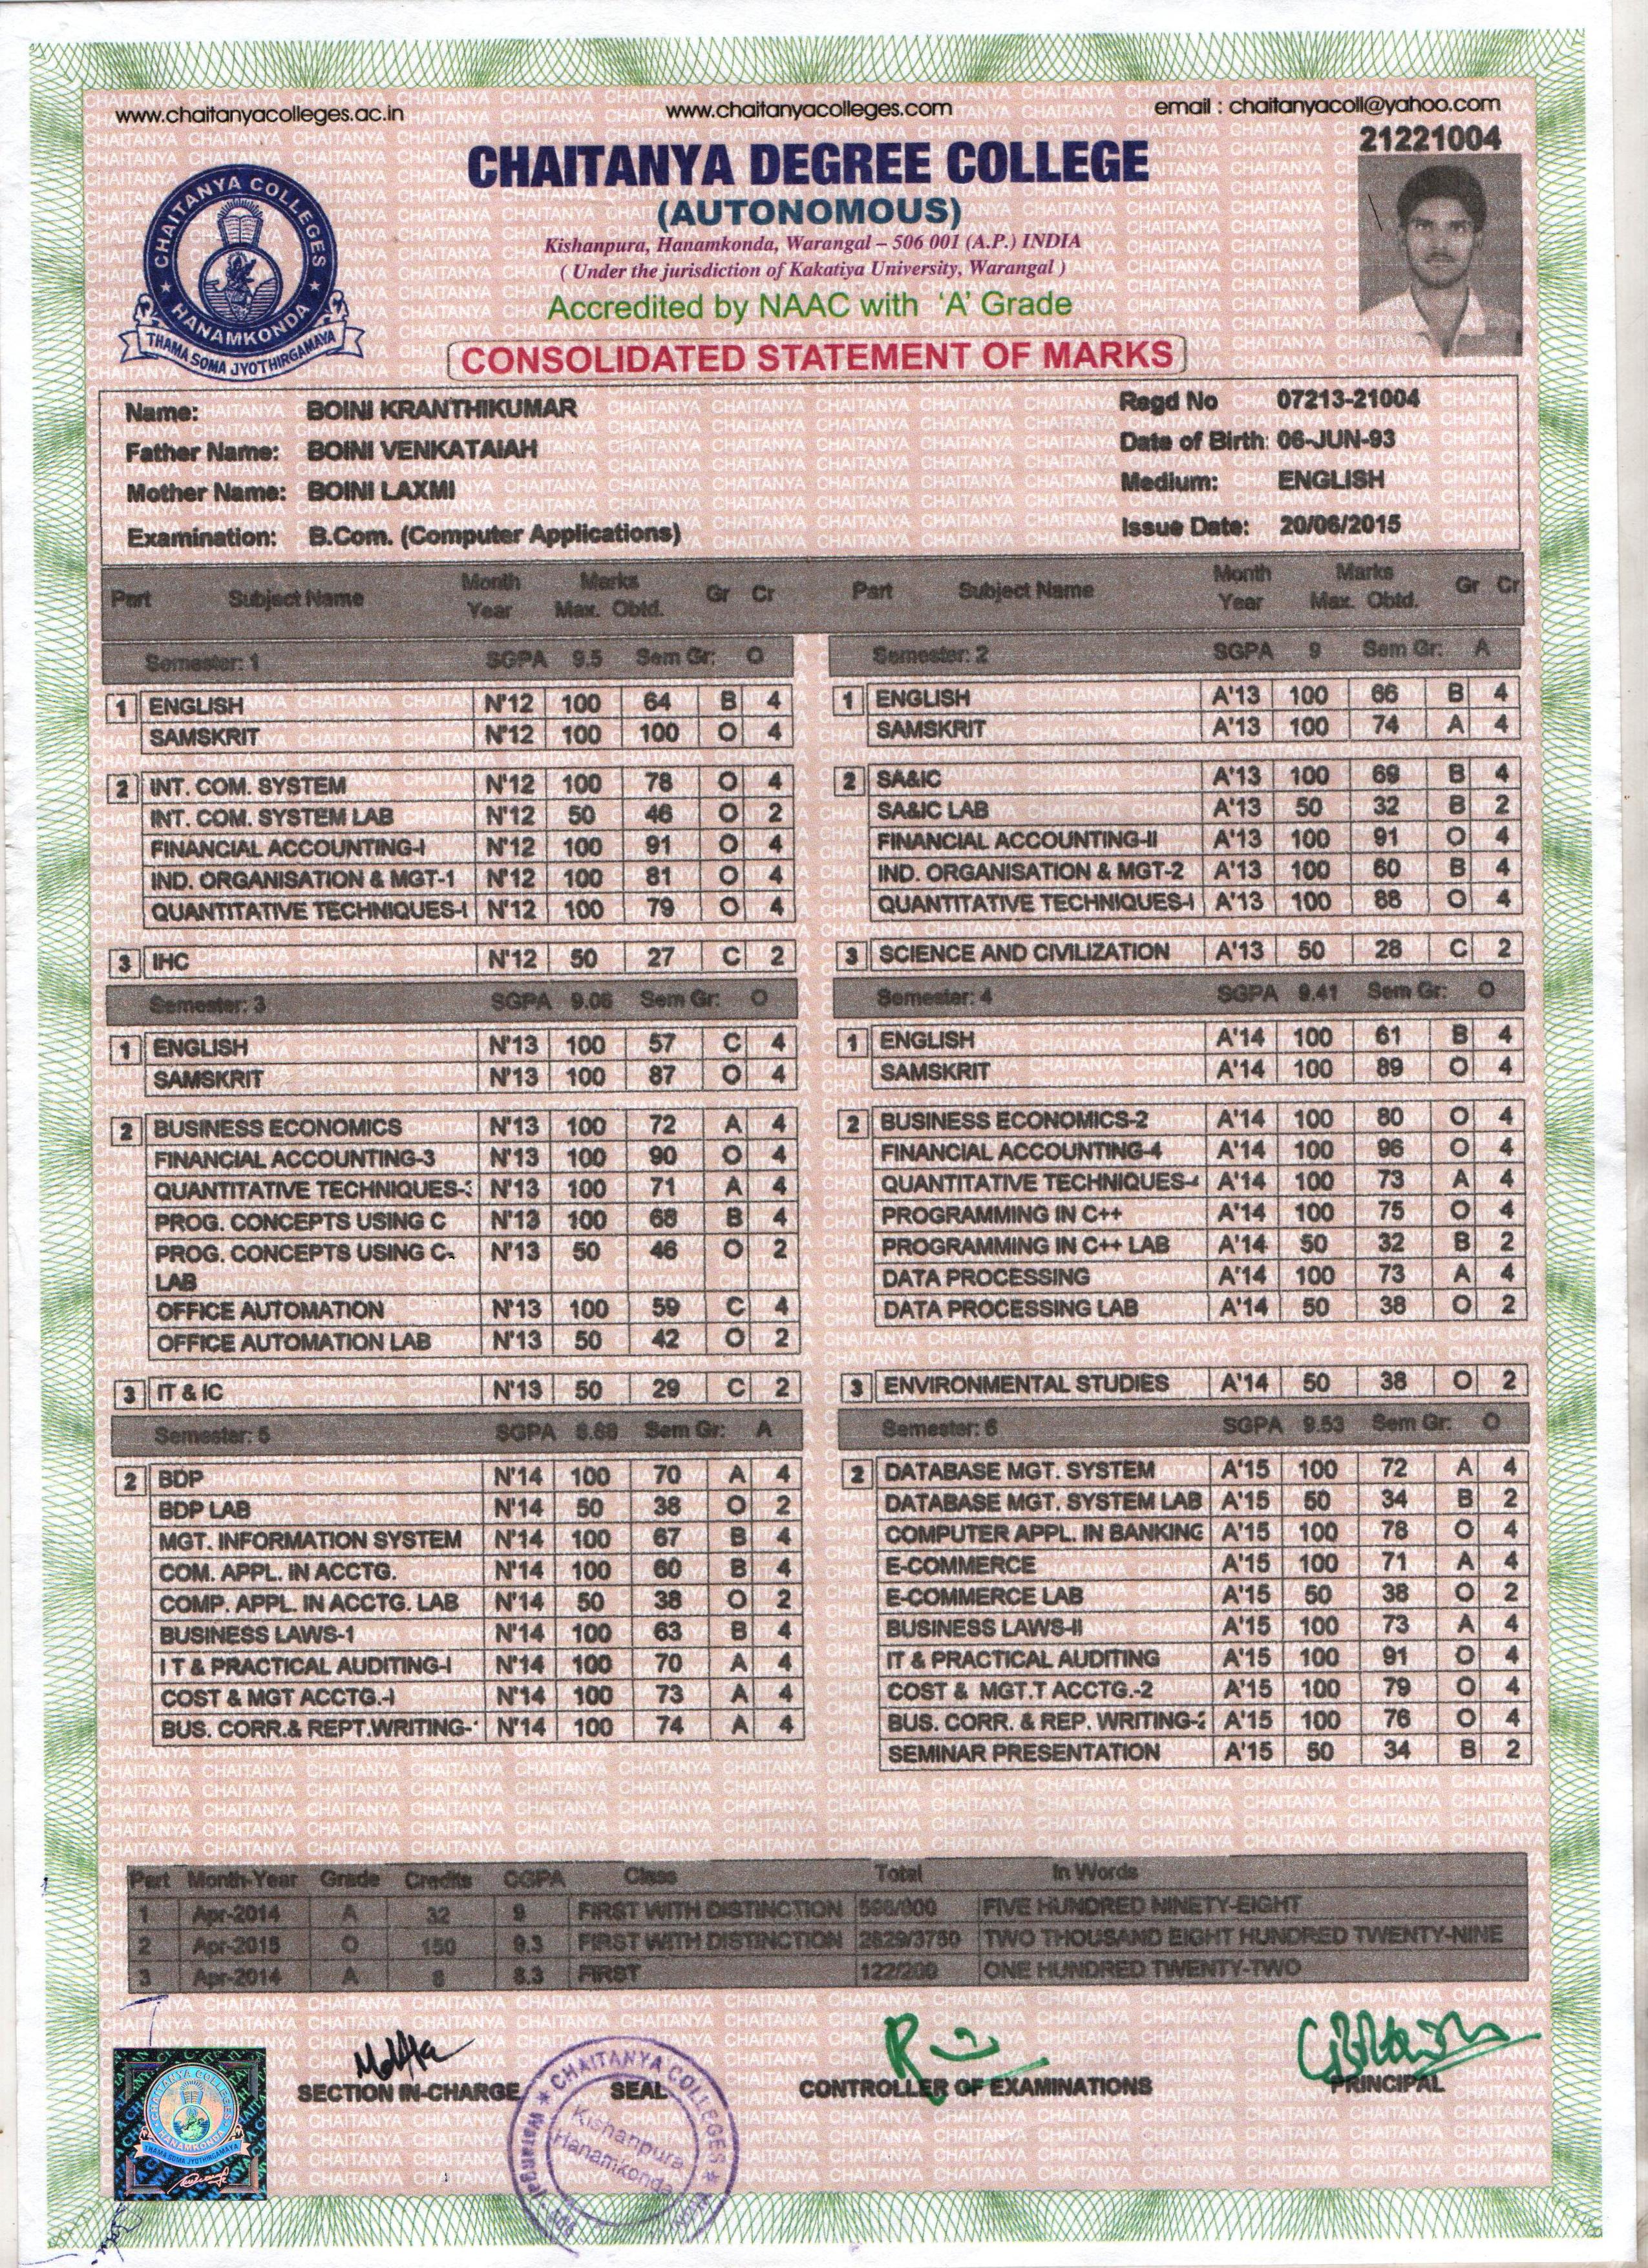 www.chaitanyacolleges.ac.in www.chaitanyacolleges.com email : chaitanyacoll@yahoo.com
21221004
CHAITANYA DEGREE COLLEGE
(AUTONOMOUS)
Kishanpura, Hanamkonda, Warangal – 506 001 (A.P.) INDIA
( Under the jurisdiction of Kakatiya University, Warangal )
Accredited by NAAC with 'A' Grade
CONSOLIDATED STATEMENT OF MARKS
CHAITANYA COLLEGES
HANAMKONDA
THAMA SOMA JYOTHIRGAMAYA
Name: BOINI KRANTHIKUMAR Regd No 07213-21004
Father Name: BOINI VENKATAIAH Date of Birth: 06-JUN-93
Mother Name: BOINI LAXMI Medium: ENGLISH
Examination: B.Com. (Computer Applications) Issue Date: 20/06/2015
Part Subject Name Month Year Marks Max. Obtd. Gr Cr Part Subject Name Month Year Marks Max. Obtd. Gr Cr
Semester: 1 SGPA 9.5 Sem Gr: O
1 ENGLISH N'12 100 64 B 4
SAMSKRIT N'12 100 100 O 4
2 INT. COM. SYSTEM N'12 100 78 O 4
INT. COM. SYSTEM LAB N'12 50 46 O 2
FINANCIAL ACCOUNTING-I N'12 100 91 O 4
IND. ORGANISATION & MGT-1 N'12 100 81 O 4
QUANTITATIVE TECHNIQUES-I N'12 100 79 O 4
3 IHC N'12 50 27 C 2
Semester: 2 SGPA 9 Sem Gr: A
1 ENGLISH A'13 100 66 B 4
SAMSKRIT A'13 100 74 A 4
2 SA&IC A'13 100 69 B 4
SA&IC LAB A'13 50 32 B 2
FINANCIAL ACCOUNTING-II A'13 100 91 O 4
IND. ORGANISATION & MGT-2 A'13 100 60 B 4
QUANTITATIVE TECHNIQUES-I A'13 100 88 O 4
3 SCIENCE AND CIVILIZATION A'13 50 28 C 2
Semester: 3 SGPA 9.06 Sem Gr: O
1 ENGLISH N'13 100 57 C 4
SAMSKRIT N'13 100 87 O 4
2 BUSINESS ECONOMICS N'13 100 72 A 4
FINANCIAL ACCOUNTING-3 N'13 100 90 O 4
QUANTITATIVE TECHNIQUES-3 N'13 100 71 A 4
PROG. CONCEPTS USING C N'13 100 68 B 4
PROG. CONCEPTS USING C- N'13 50 46 O 2
LAB
OFFICE AUTOMATION N'13 100 59 C 4
OFFICE AUTOMATION LAB N'13 50 42 O 2
3 IT & IC N'13 50 29 C 2
Semester: 4 SGPA 9.41 Sem Gr: O
1 ENGLISH A'14 100 61 B 4
SAMSKRIT A'14 100 89 O 4
2 BUSINESS ECONOMICS-2 A'14 100 80 O 4
FINANCIAL ACCOUNTING-4 A'14 100 96 O 4
QUANTITATIVE TECHNIQUES-4 A'14 100 73 A 4
PROGRAMMING IN C++ A'14 100 75 O 4
PROGRAMMING IN C++ LAB A'14 50 32 B 2
DATA PROCESSING A'14 100 73 A 4
DATA PROCESSING LAB A'14 50 38 O 2
3 ENVIRONMENTAL STUDIES A'14 50 38 O 2
Semester: 5 SGPA Sem Gr: A
2 BDP N'14 100 70 A 4
BDP LAB N'14 50 38 O 2
MGT. INFORMATION SYSTEM N'14 100 67 B 4
COM. APPL. IN ACCTG. N'14 100 60 B 4
COMP. APPL. IN ACCTG. LAB N'14 50 38 O 2
BUSINESS LAWS-1 N'14 100 63 B 4
I T & PRACTICAL AUDITING-I N'14 100 70 A 4
COST & MGT ACCTG.-I N'14 100 73 A 4
BUS. CORR.& REPT.WRITING- N'14 100 74 A 4
Semester: 6 SGPA 9.53 Sem Gr: O
2 DATABASE MGT. SYSTEM A'15 100 72 A 4
DATABASE MGT. SYSTEM LAB A'15 50 34 B 2
COMPUTER APPL. IN BANKING A'15 100 78 O 4
E-COMMERCE A'15 100 71 A 4
E-COMMERCE LAB A'15 50 38 O 2
BUSINESS LAWS-II A'15 100 73 A 4
IT & PRACTICAL AUDITING A'15 100 91 O 4
COST & MGT.T ACCTG.-2 A'15 100 79 O 4
BUS. CORR. & REP. WRITING-2 A'15 100 76 O 4
SEMINAR PRESENTATION A'15 50 34 B 2
Part Month-Year Grade Credits CGPA Class Total In Words
1 Apr-2014 A 32 9 FIRST WITH DISTINCTION 598/800 FIVE HUNDRED NINETY-EIGHT
2 Apr-2015 O 150 9.3 FIRST WITH DISTINCTION 2829/3750 TWO THOUSAND EIGHT HUNDRED TWENTY-NINE
3 Apr-2014 A 8 8.3 FIRST 122/200 ONE HUNDRED TWENTY-TWO
SECTION IN-CHARGE SEAL CONTROLLER OF EXAMINATIONS PRINCIPAL
CHAITANYA COLLEGES
Kishanpura
Hanamkonda
CHAITANYA COLLEGES
HANAMKONDA
THAMA SOMA JYOTHIRGAMAYA